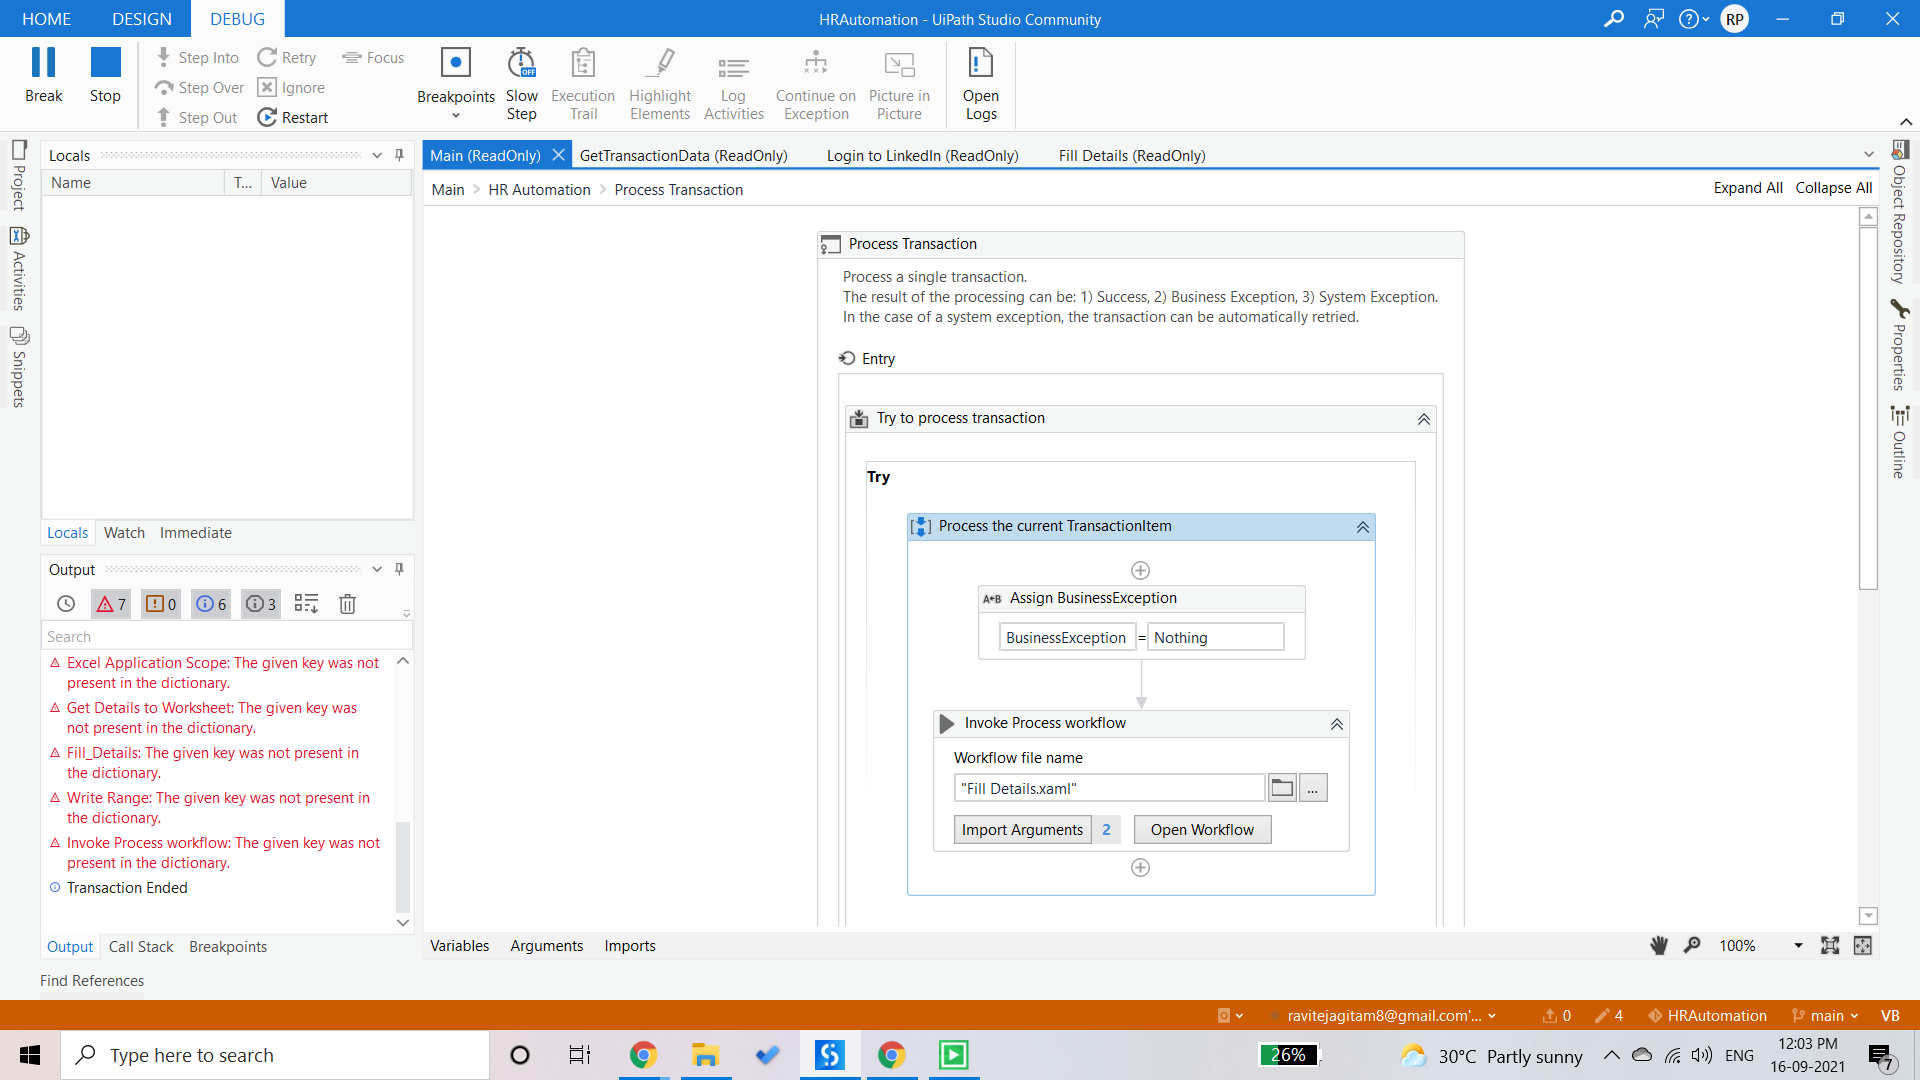 HOME DESIGN DEBUG
HRAutomation - UiPath Studio Community
RP
Break
Stop
Step Into
Step Over
Step Out
Retry
Ignore
Restart
Focus
Breakpoints
OFF
Slow
Step
Execution
Trail
Highlight
Elements
Log
Activities
Continue on
Exception
Picture in
Picture
Open
Logs
Project
Activities
Snippets
Locals
Name T... Value
Locals Watch Immediate
Output
7 0 6 3
Search
Excel Application Scope: The given key was not
present in the dictionary.
Get Details to Worksheet: The given key was
not present in the dictionary.
Fill_Details: The given key was not present in
the dictionary.
Write Range: The given key was not present in
the dictionary.
Invoke Process workflow: The given key was not
present in the dictionary.
Transaction Ended
Output Call Stack Breakpoints
Find References
Main (ReadOnly) GetTransactionData (ReadOnly) Login to LinkedIn (ReadOnly) Fill Details (ReadOnly)
Main > HR Automation > Process Transaction
Expand All Collapse All
Process Transaction
Process a single transaction.
The result of the processing can be: 1) Success, 2) Business Exception, 3) System Exception.
In the case of a system exception, the transaction can be automatically retried.
Entry
Try to process transaction
Try
Process the current TransactionItem
A+B Assign BusinessException
BusinessException = Nothing
Invoke Process workflow
Workflow file name
"Fill Details.xaml" ...
Import Arguments 2 Open Workflow
Variables Arguments Imports
100%
Object Repository
Properties
Outline
ravitejagitam8@gmail.com'... 0 4 HRAutomation main VB
Type here to search
26%
30°C Partly sunny
ENG
12:03 PM
16-09-2021
7